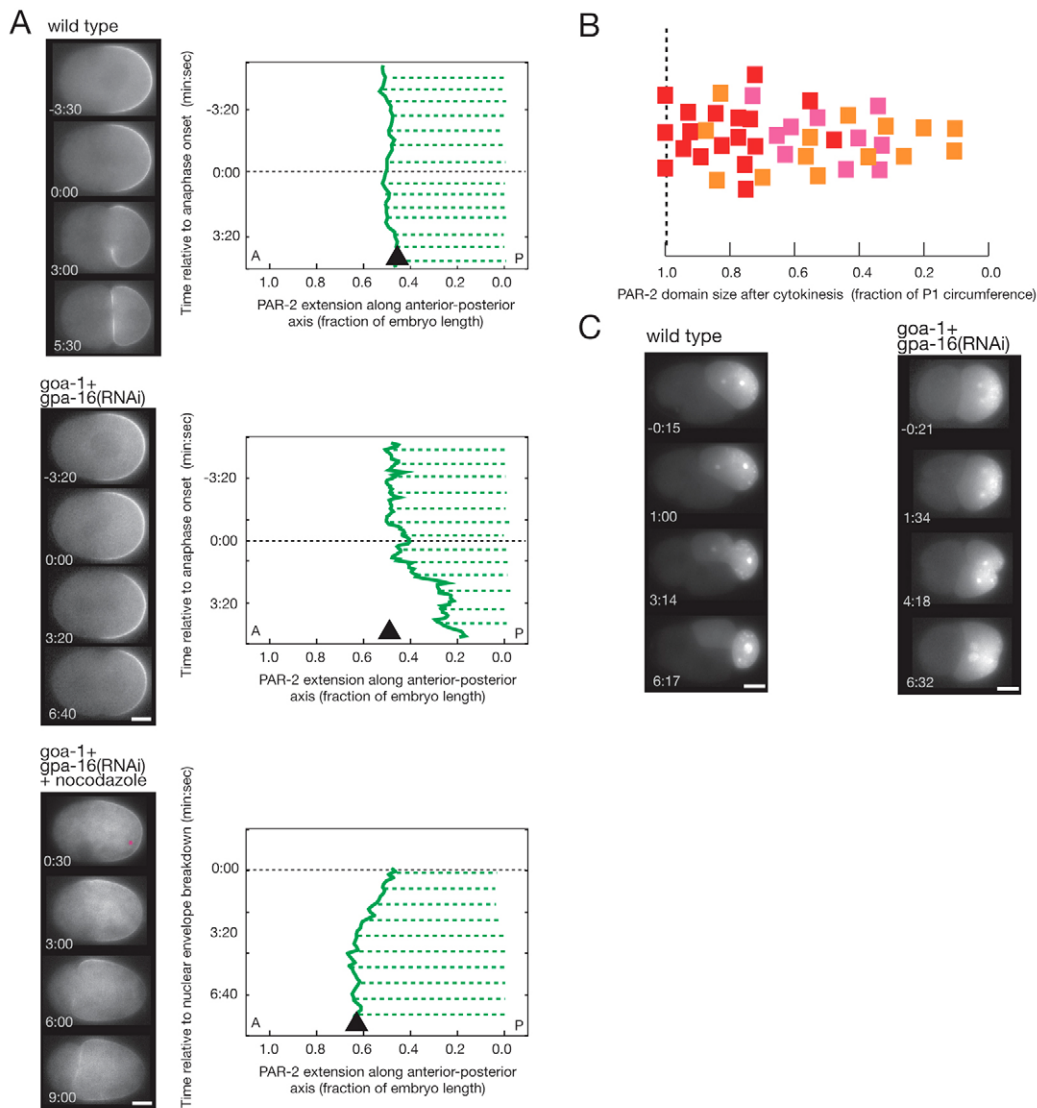 A
wild type
-3:30
0:00
3:00
5:30
Time relative to anaphase onset (min:sec)
-3:20
0:00
3:20
A
P
1.0 0.8 0.6 0.4 0.2 0.0
PAR-2 extension along anterior-posterior
axis (fraction of embryo length)
goa-1+
gpa-16(RNAi)
-3:20
0:00
3:20
6:40
Time relative to anaphase onset (min:sec)
-3:20
0:00
3:20
A
P
1.0 0.8 0.6 0.4 0.2 0.0
PAR-2 extension along anterior-posterior
axis (fraction of embryo length)
goa-1+
gpa-16(RNAi)
+ nocodazole
0:30
3:00
6:00
9:00
Time relative to nuclear envelope breakdown (min:sec)
0:00
3:20
6:40
A
P
1.0 0.8 0.6 0.4 0.2 0.0
PAR-2 extension along anterior-posterior
axis (fraction of embryo length)
B
1.0 0.8 0.6 0.4 0.2 0.0
PAR-2 domain size after cytokinesis (fraction of P1 circumference)
C
wild type
-0:15
1:00
3:14
6:17
goa-1+
gpa-16(RNAi)
-0:21
1:34
4:18
6:32